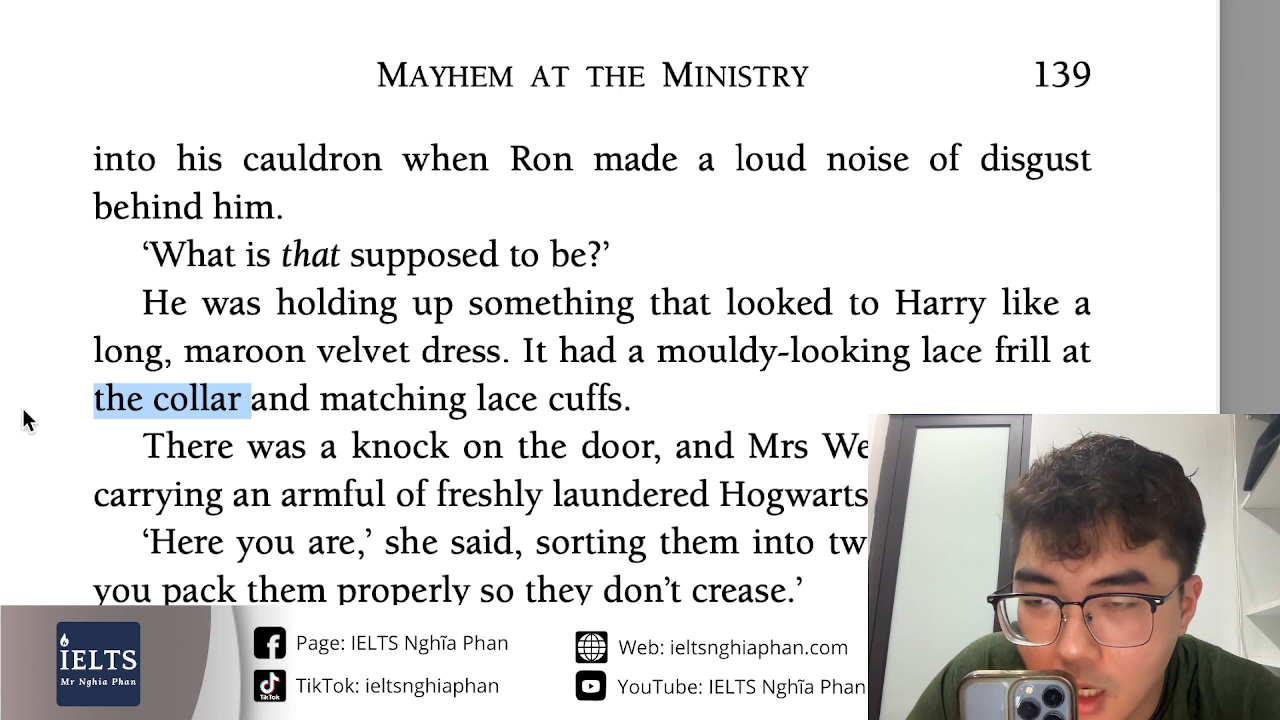 MAYHEM AT THE MINISTRY 139
into his cauldron when Ron made a loud noise of disgust
behind him.
‘What is that supposed to be?’
He was holding up something that looked to Harry like a
long, maroon velvet dress. It had a mouldy-looking lace frill at
the collar and matching lace cuffs.
There was a knock on the door, and Mrs We
carrying an armful of freshly laundered Hogwarts
‘Here you are,’ she said, sorting them into tw
you pack them properly so they don’t crease.’
IELTS
Mr Nghia Phan
Page: IELTS Nghĩa Phan
TikTok
TikTok: ieltsnghiaphan
Web: ieltsnghiaphan.com
YouTube: IELTS Nghĩa Phan